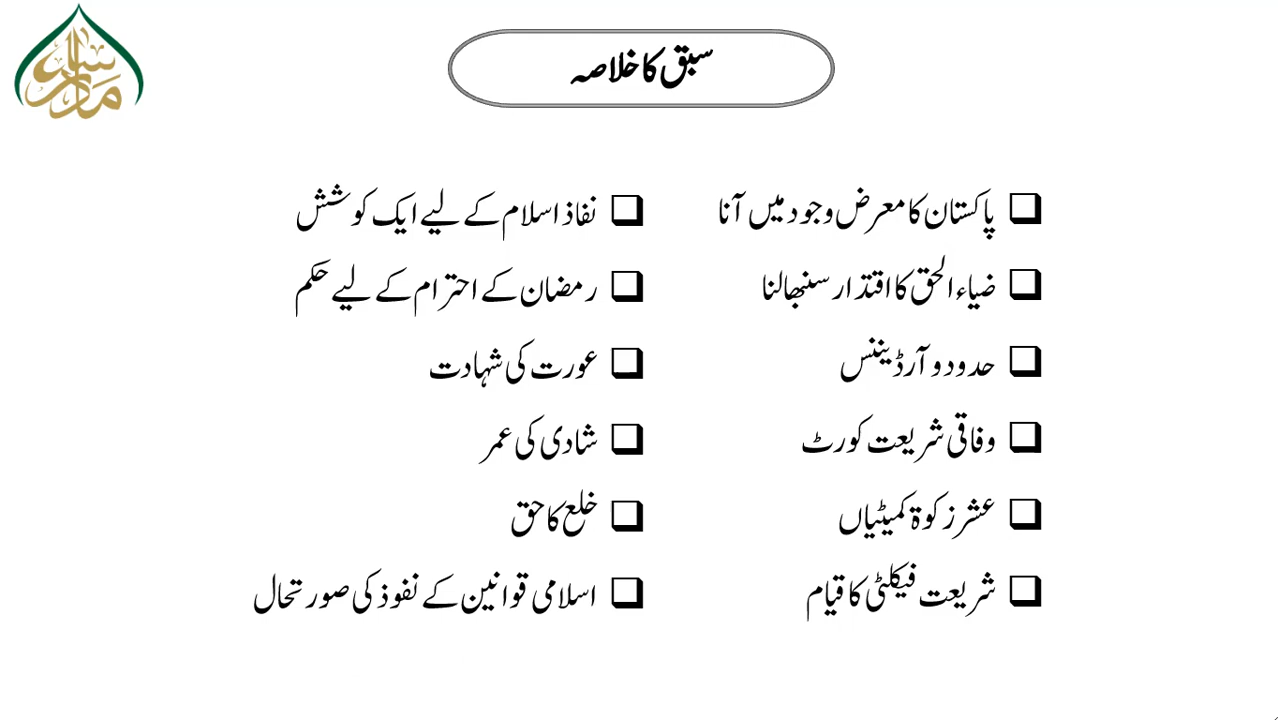 سبق کا خلاصہ
پاکستان کا معرض وجود میں آنا
ضیاء الحق کا اقتدار سنبھالنا
حدود و آرڈیننس
وفاقی شریعت کورٹ
عشر زکوۃ کمیٹیاں
شریعت فیکلٹی کا قیام
نفاذ اسلام کے لیے ایک کوشش
رمضان کے احترام کے لیے حکم
عورت کی شہادت
شادی کی عمر
خلع کا حق
اسلامی قوانین کے نفوذ کی صورتحال